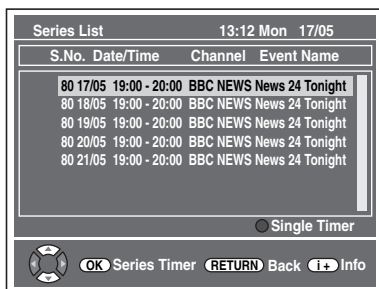 Series List 13:12 Mon 17/05
S.No. Date/Time Channel Event Name
80 17/05 19:00 - 20:00 BBC NEWS News 24 Tonight
80 18/05 19:00 - 20:00 BBC NEWS News 24 Tonight
80 19/05 19:00 - 20:00 BBC NEWS News 24 Tonight
80 20/05 19:00 - 20:00 BBC NEWS News 24 Tonight
80 21/05 19:00 - 20:00 BBC NEWS News 24 Tonight
Single Timer
OK Series Timer RETURN Back i+ Info